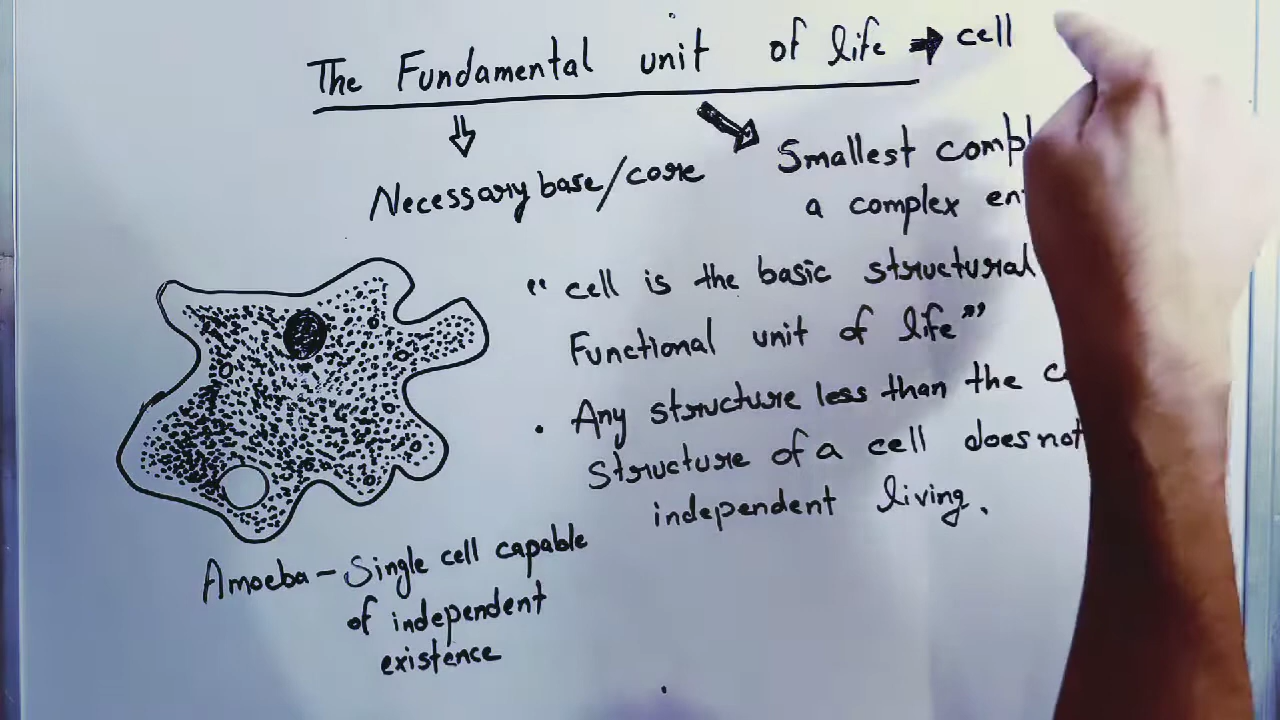 The Fundamental unit of life → cell
Necessary base/core
Smallest
a complex
" cell is the basic structural
Functional unit of life"
• Any structure less than the
structure of a cell does not
independent living.
Amoeba - Single cell capable
of independent
existence